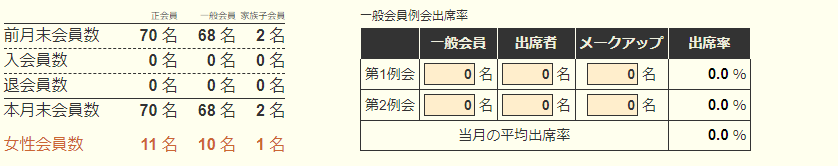 正会員 一般会員 家族子会員
前月末会員数 70 名 68 名 2 名
入会員数 0 名 0 名 0 名
退会員数 0 名 0 名 0 名
本月末会員数 70 名 68 名 2 名
女性会員数 11 名 10 名 1 名
一般会員例会出席率
一般会員 出席者 メークアップ 出席率
第1例会 0 名 0 名 0 名 0.0 %
第2例会 0 名 0 名 0 名 0.0 %
当月の平均出席率 0.0 %